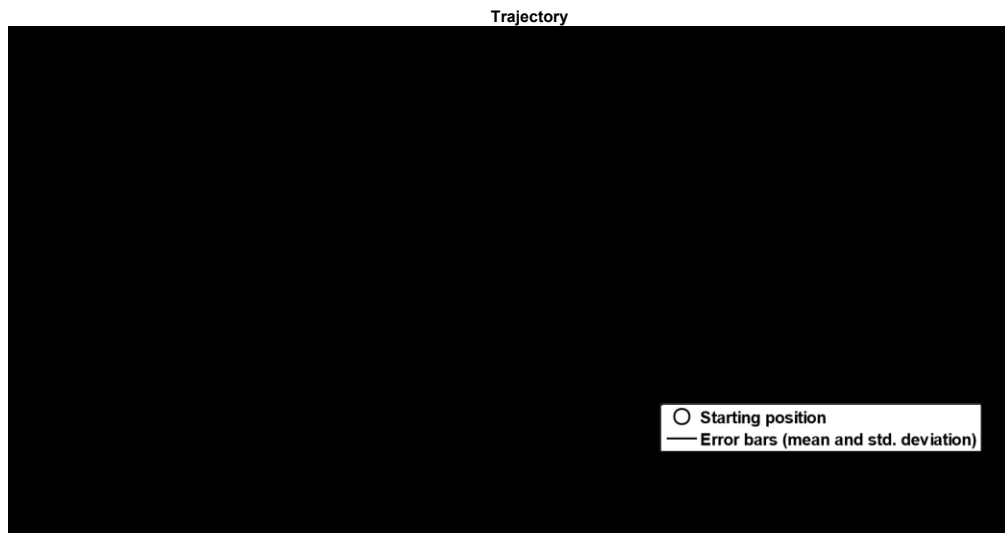 Trajectory
Starting position
Error bars (mean and std. deviation)